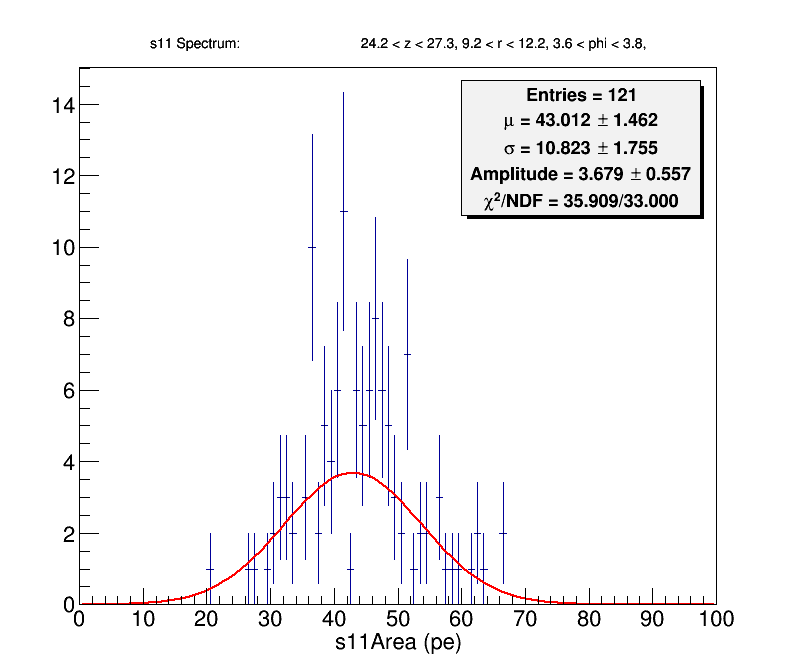 s11 Spectrum: 24.2 < z < 27.3, 9.2 < r < 12.2, 3.6 < phi < 3.8,
Entries = 121
μ = 43.012 ± 1.462
σ = 10.823 ± 1.755
Amplitude = 3.679 ± 0.557
χ²/NDF = 35.909/33.000
14
12
10
8
6
4
2
0
0 10 20 30 40 50 60 70 80 90 100
s11Area (pe)